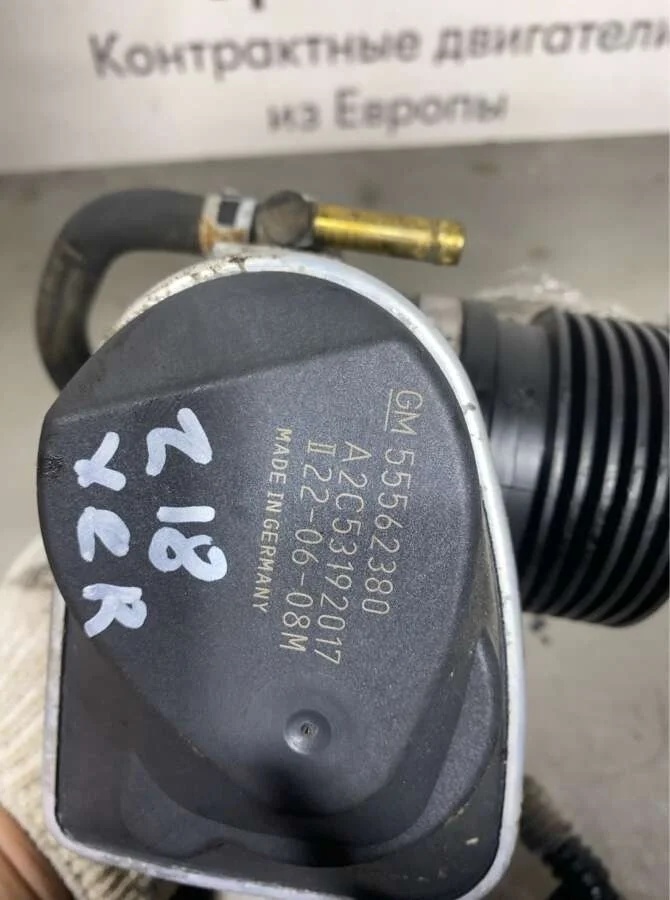 Контрактные двигатели
из Европы
GM 55562380
A2C53192017
II 22-06-08M
MADE IN GERMANY
Z18
XER